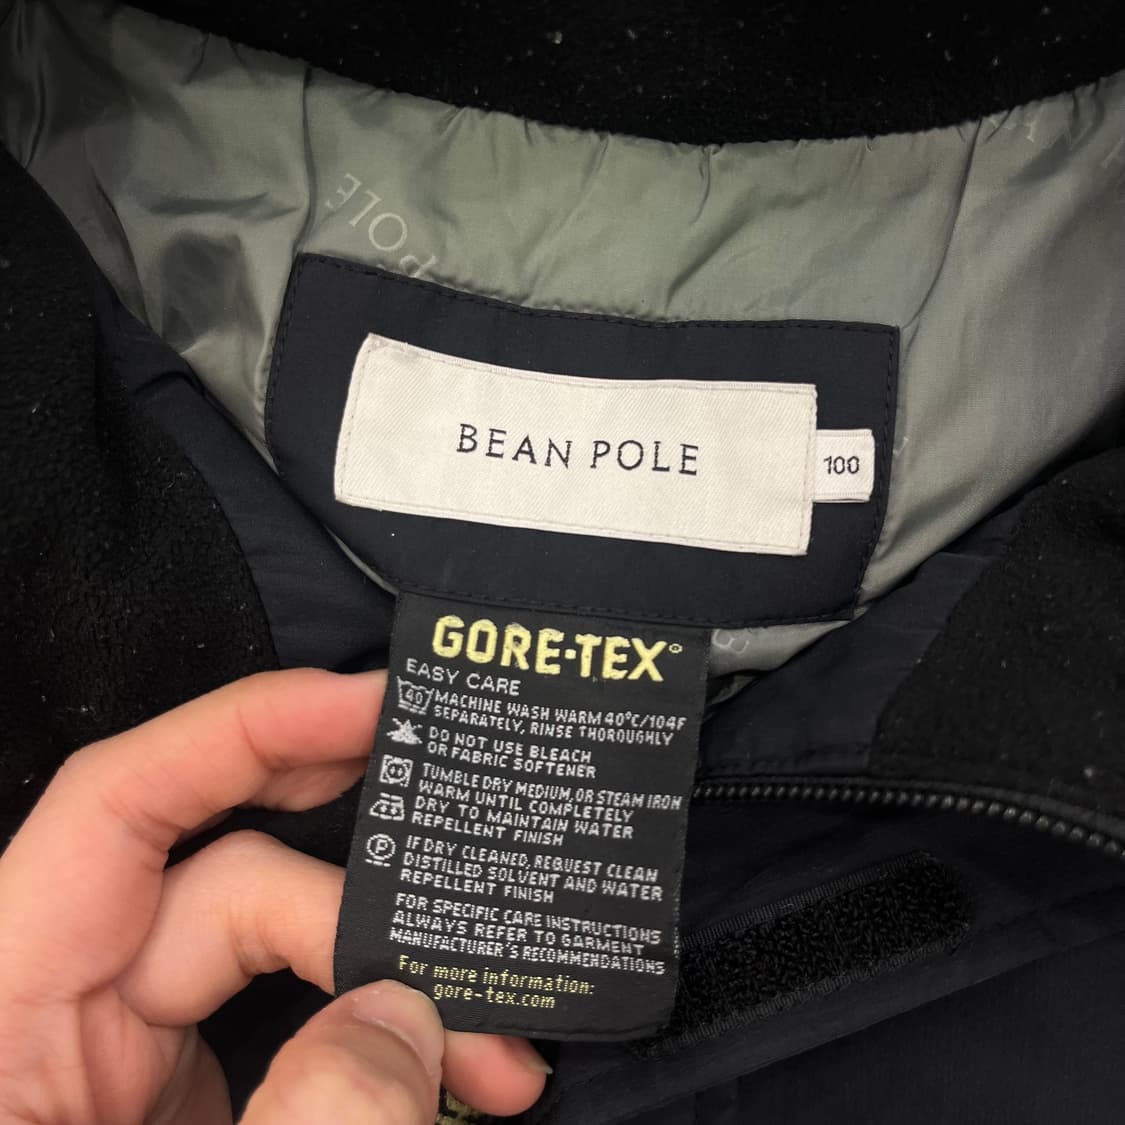 POLE
BEAN POLE
100
GORE-TEX®
EASY CARE
40
MACHINE WASH WARM 40°C/104F
SEPARATELY, RINSE THOROUGHLY
DO NOT USE BLEACH
OR FABRIC SOFTENER
TUMBLE DRY MEDIUM, OR STEAM IRON
WARM UNTIL COMPLETELY
DRY TO MAINTAIN WATER
REPELLENT FINISH
P
IF DRY CLEANED, REQUEST CLEAN
DISTILLED SOLVENT AND WATER
REPELLENT FINISH
FOR SPECIFIC CARE INSTRUCTIONS
ALWAYS REFER TO GARMENT
MANUFACTURER'S RECOMMENDATIONS
For more information:
gore-tex.com